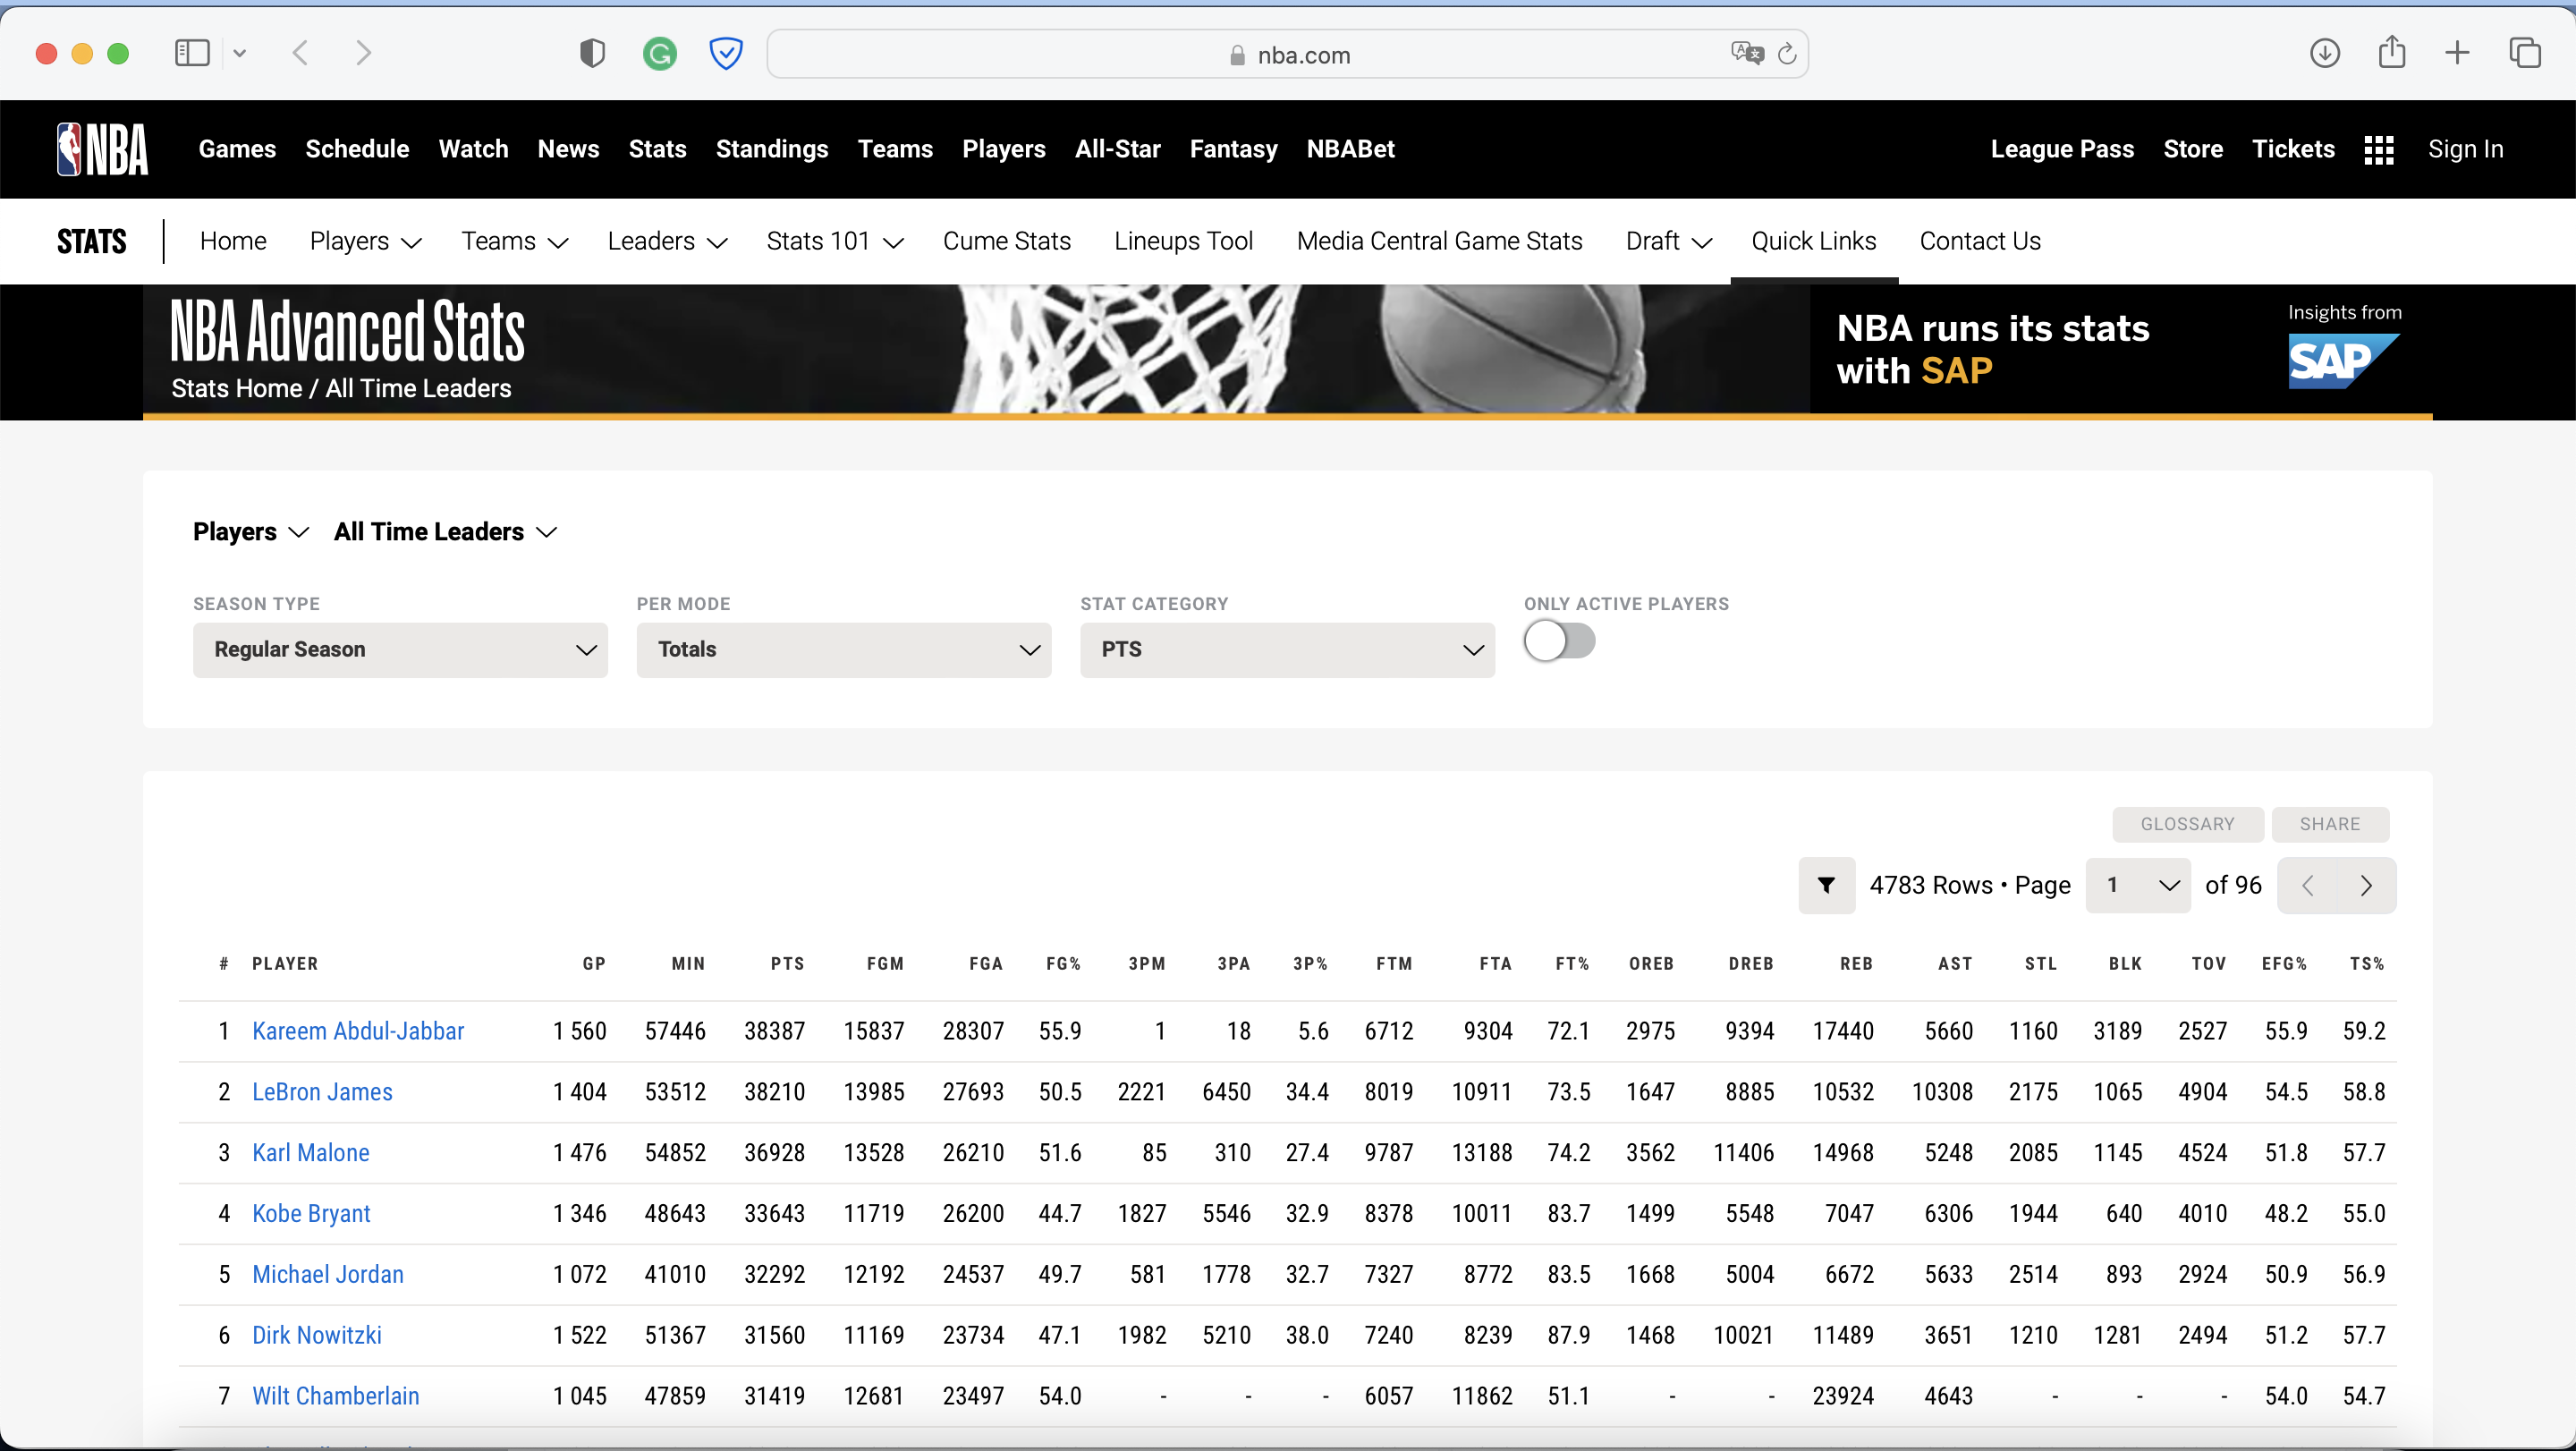 nba.com
NBA Games Schedule Watch News Stats Standings Teams Players All-Star Fantasy NBABet League Pass Store Tickets Sign In
STATS Home Players Teams Leaders Stats 101 Cume Stats Lineups Tool Media Central Game Stats Draft Quick Links Contact Us
NBA Advanced Stats
Stats Home / All Time Leaders
NBA runs its stats
with SAP
Insights from
SAP
Players All Time Leaders
SEASON TYPE PER MODE STAT CATEGORY ONLY ACTIVE PLAYERS
Regular Season Totals PTS
GLOSSARY SHARE
4783 Rows • Page 1 of 96
# PLAYER GP MIN PTS FGM FGA FG% 3PM 3PA 3P% FTM FTA FT% OREB DREB REB AST STL BLK TOV EFG% TS%
1 Kareem Abdul-Jabbar 1 560 57446 38387 15837 28307 55.9 1 18 5.6 6712 9304 72.1 2975 9394 17440 5660 1160 3189 2527 55.9 59.2
2 LeBron James 1 404 53512 38210 13985 27693 50.5 2221 6450 34.4 8019 10911 73.5 1647 8885 10532 10308 2175 1065 4904 54.5 58.8
3 Karl Malone 1 476 54852 36928 13528 26210 51.6 85 310 27.4 9787 13188 74.2 3562 11406 14968 5248 2085 1145 4524 51.8 57.7
4 Kobe Bryant 1 346 48643 33643 11719 26200 44.7 1827 5546 32.9 8378 10011 83.7 1499 5548 7047 6306 1944 640 4010 48.2 55.0
5 Michael Jordan 1 072 41010 32292 12192 24537 49.7 581 1778 32.7 7327 8772 83.5 1668 5004 6672 5633 2514 893 2924 50.9 56.9
6 Dirk Nowitzki 1 522 51367 31560 11169 23734 47.1 1982 5210 38.0 7240 8239 87.9 1468 10021 11489 3651 1210 1281 2494 51.2 57.7
7 Wilt Chamberlain 1 045 47859 31419 12681 23497 54.0 - - - 6057 11862 51.1 - - 23924 4643 - - - 54.0 54.7